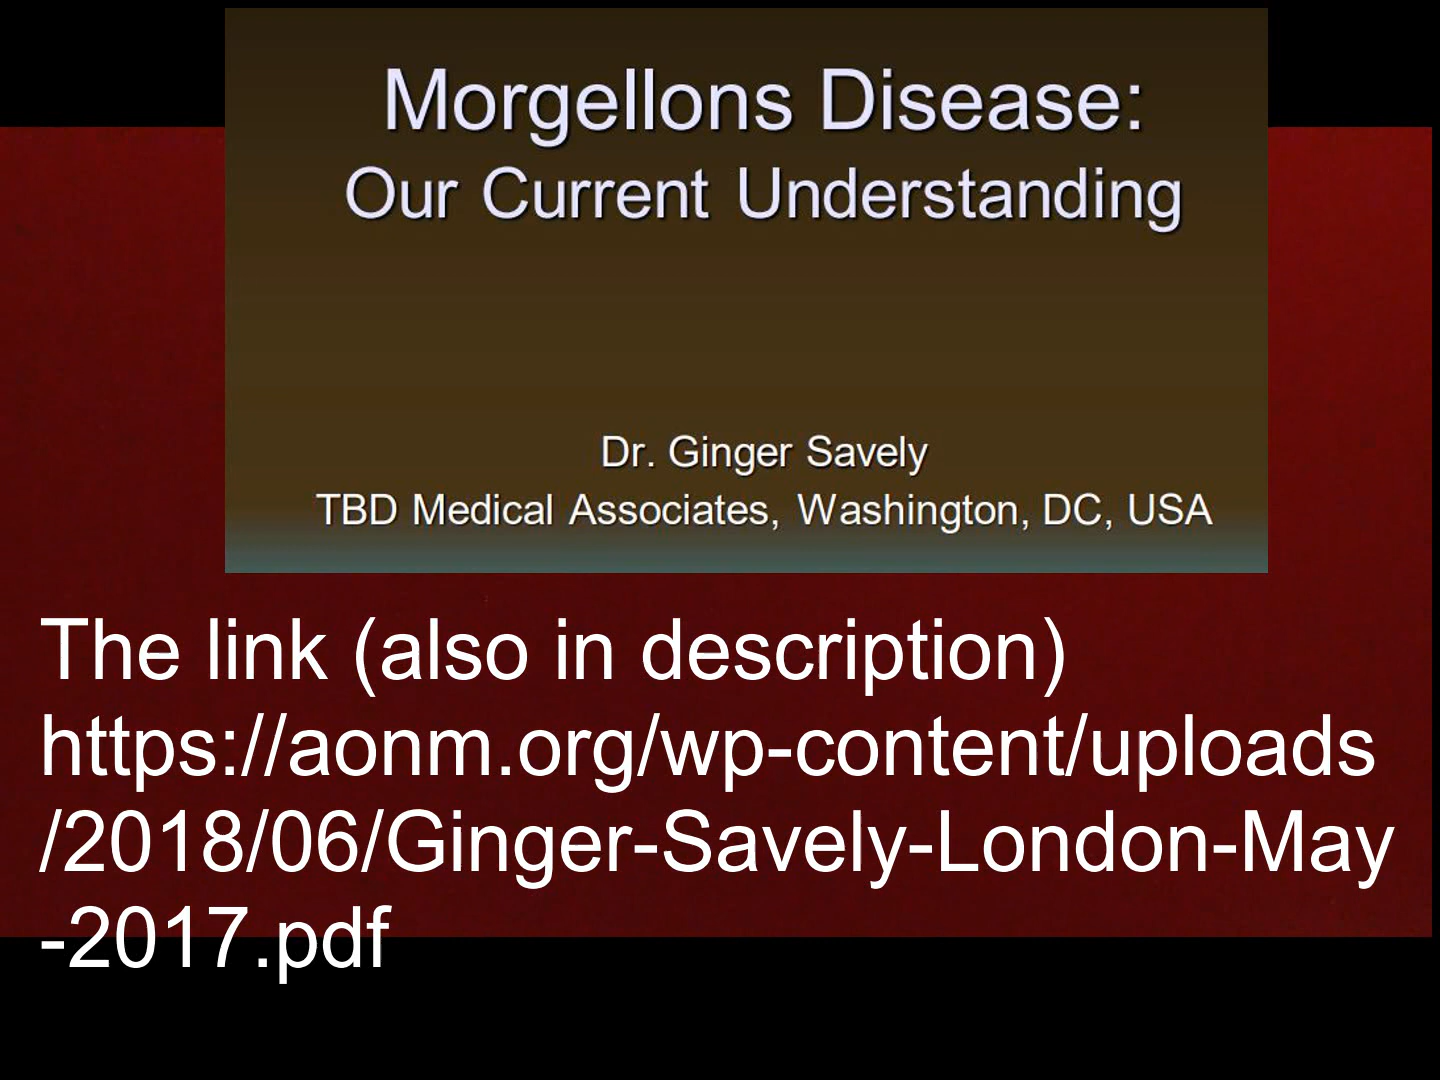 Morgellons Disease:
Our Current Understanding
Dr. Ginger Savely
TBD Medical Associates, Washington, DC, USA
The link (also in description)
https://aonm.org/wp-content/uploads
/2018/06/Ginger-Savely-London-May
-2017.pdf